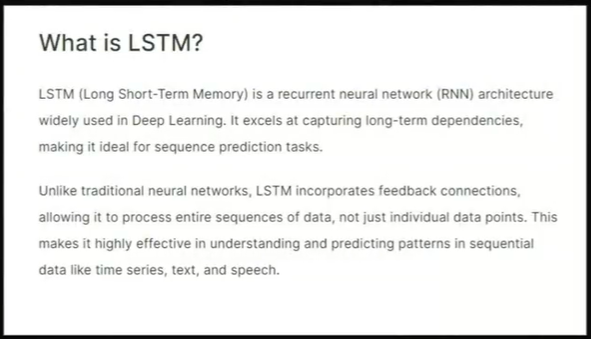 What is LSTM?
LSTM (Long Short-Term Memory) is a recurrent neural network (RNN) architecture
widely used in Deep Learning. It excels at capturing long-term dependencies,
making it ideal for sequence prediction tasks.
Unlike traditional neural networks, LSTM incorporates feedback connections,
allowing it to process entire sequences of data, not just individual data points. This
makes it highly effective in understanding and predicting patterns in sequential
data like time series, text, and speech.